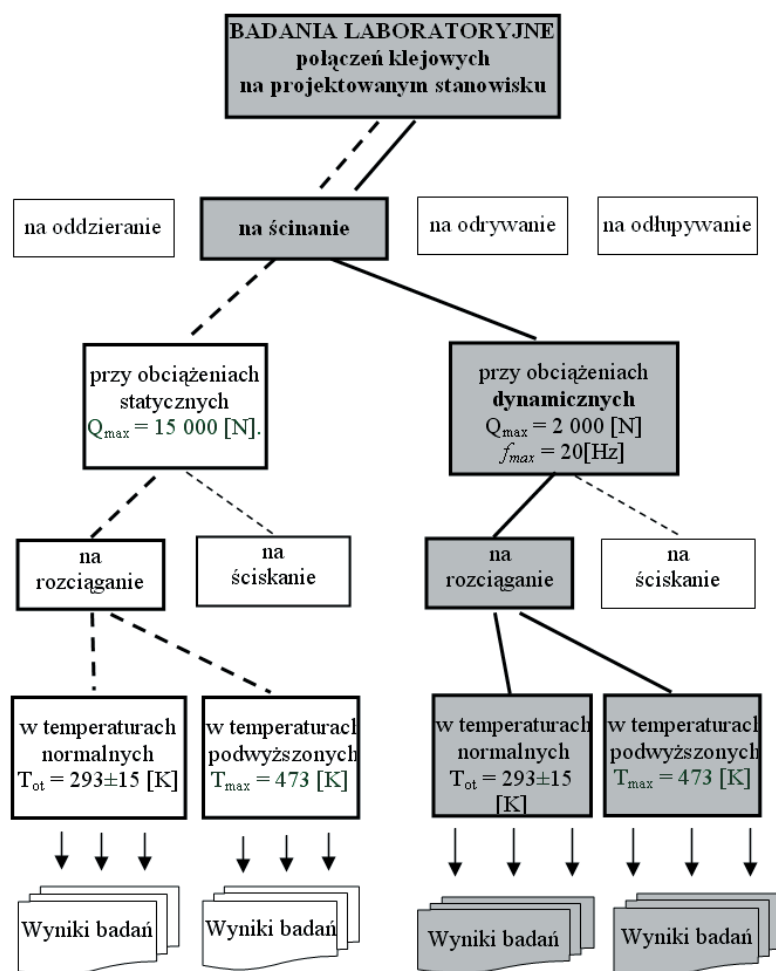 BADANIA LABORATORYJNE
połączeń klejowych
na projektowanym stanowisku
na oddzieranie
na ścinanie
na odrywanie
na odłupywanie
przy obciążeniach
statycznych
Qmax = 15 000 [N].
przy obciążeniach
dynamicznych
Qmax = 2 000 [N]
fmax = 20[Hz]
na
rozciąganie
na
ściskanie
na
rozciąganie
na
ściskanie
w temperaturach
normalnych
Tot = 293±15 [K]
w temperaturach
podwyższonych
Tmax = 473 [K]
w temperaturach
normalnych
Tot = 293±15
[K]
w temperaturach
podwyższonych
Tmax = 473 [K]
Wyniki badań
Wyniki badań
Wyniki badań
Wyniki badań